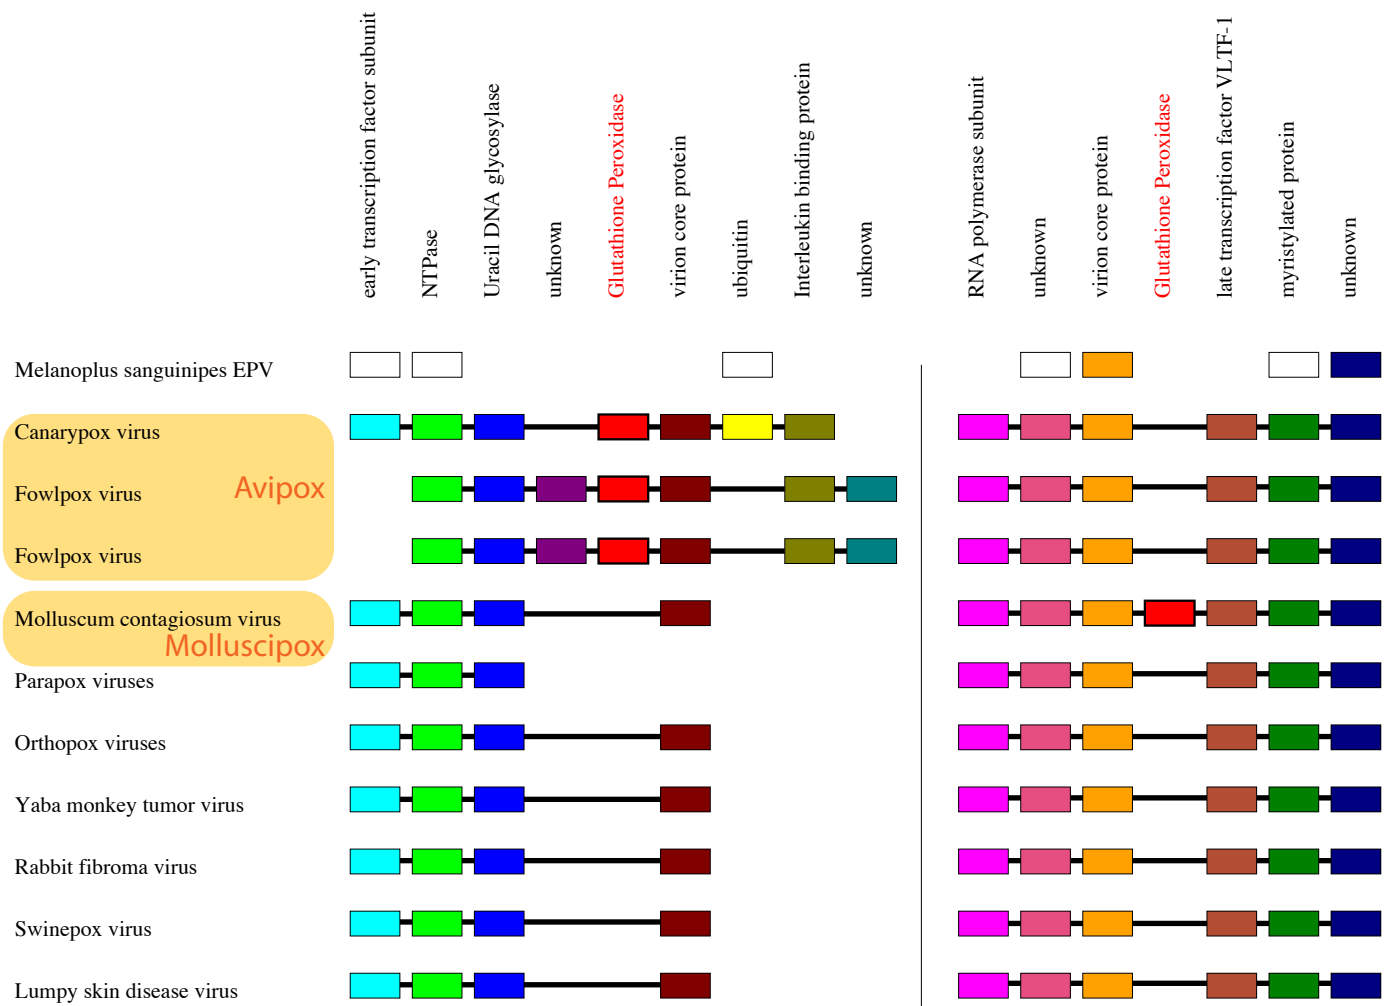 early transcription factor subunit
NTPase
Uracil DNA glycosylase
unknown
Glutathione Peroxidase
virion core protein
ubiquitin
Interleukin binding protein
unknown
RNA polymerase subunit
unknown
virion core protein
Glutathione Peroxidase
late transcription factor VLTF-1
myristylated protein
unknown
Melanoplus sanguinipes EPV
Canarypox virus
Fowlpox virus
Avipox
Fowlpox virus
Molluscum contagiosum virus
Molluscipox
Parapox viruses
Orthopox viruses
Yaba monkey tumor virus
Rabbit fibroma virus
Swinepox virus
Lumpy skin disease virus